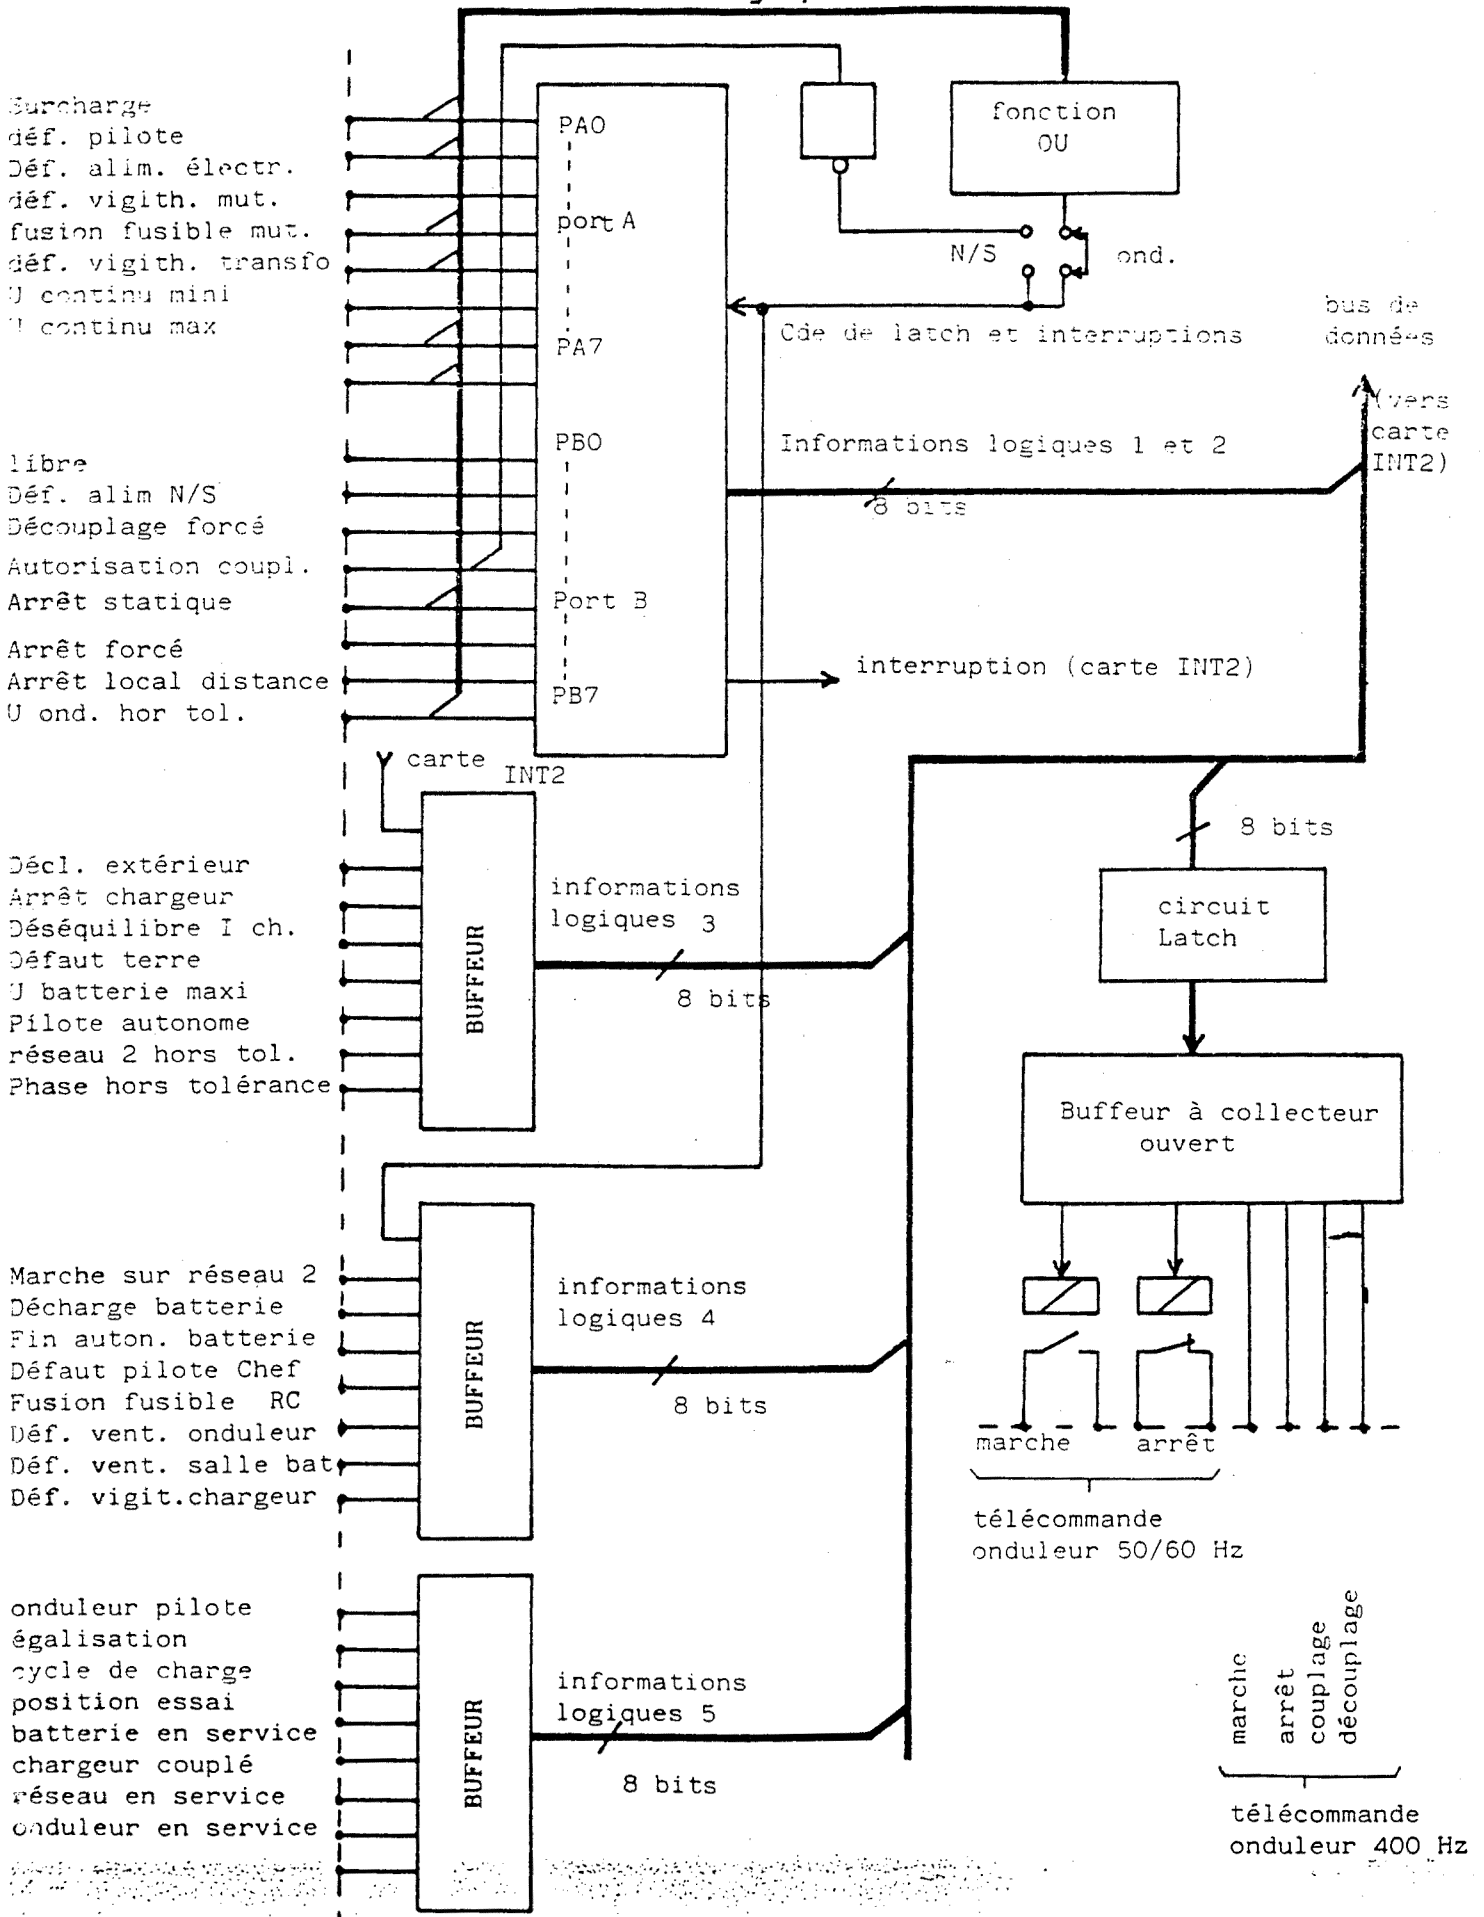 Surcharge
déf. pilote
Déf. alim. électr.
déf. vigith. mut.
fusion fusible mut.
déf. vigith. transfo
U continu mini
U continu max
PA0
port A
PA7
fonction
OU
N/S
ond.
Cde de latch et interruptions
bus de
données
(vers
carte
INT2)
libre
Déf. alim N/S
Découplage forcé
Autorisation coupl.
Arrêt statique
Arrêt forcé
Arrêt local distance
U ond. hor tol.
PB0
Port B
PB7
Informations logiques 1 et 2
8 bits
interruption (carte INT2)
carte
INT2
Décl. extérieur
Arrêt chargeur
Déséquilibre I ch.
Défaut terre
U batterie maxi
Pilote autonome
réseau 2 hors tol.
Phase hors tolérance
BUFFEUR
informations
logiques 3
8 bits
8 bits
circuit
Latch
Buffeur à collecteur
ouvert
Marche sur réseau 2
Décharge batterie
Fin auton. batterie
Défaut pilote Chef
Fusion fusible RC
Déf. vent. onduleur
Déf. vent. salle bat
Déf. vigit.chargeur
BUFFEUR
informations
logiques 4
8 bits
marche
arrêt
télécommande
onduleur 50/60 Hz
onduleur pilote
égalisation
cycle de charge
position essai
batterie en service
chargeur couplé
réseau en service
onduleur en service
BUFFEUR
informations
logiques 5
8 bits
marche
arrêt
couplage
découplage
télécommande
onduleur 400 Hz